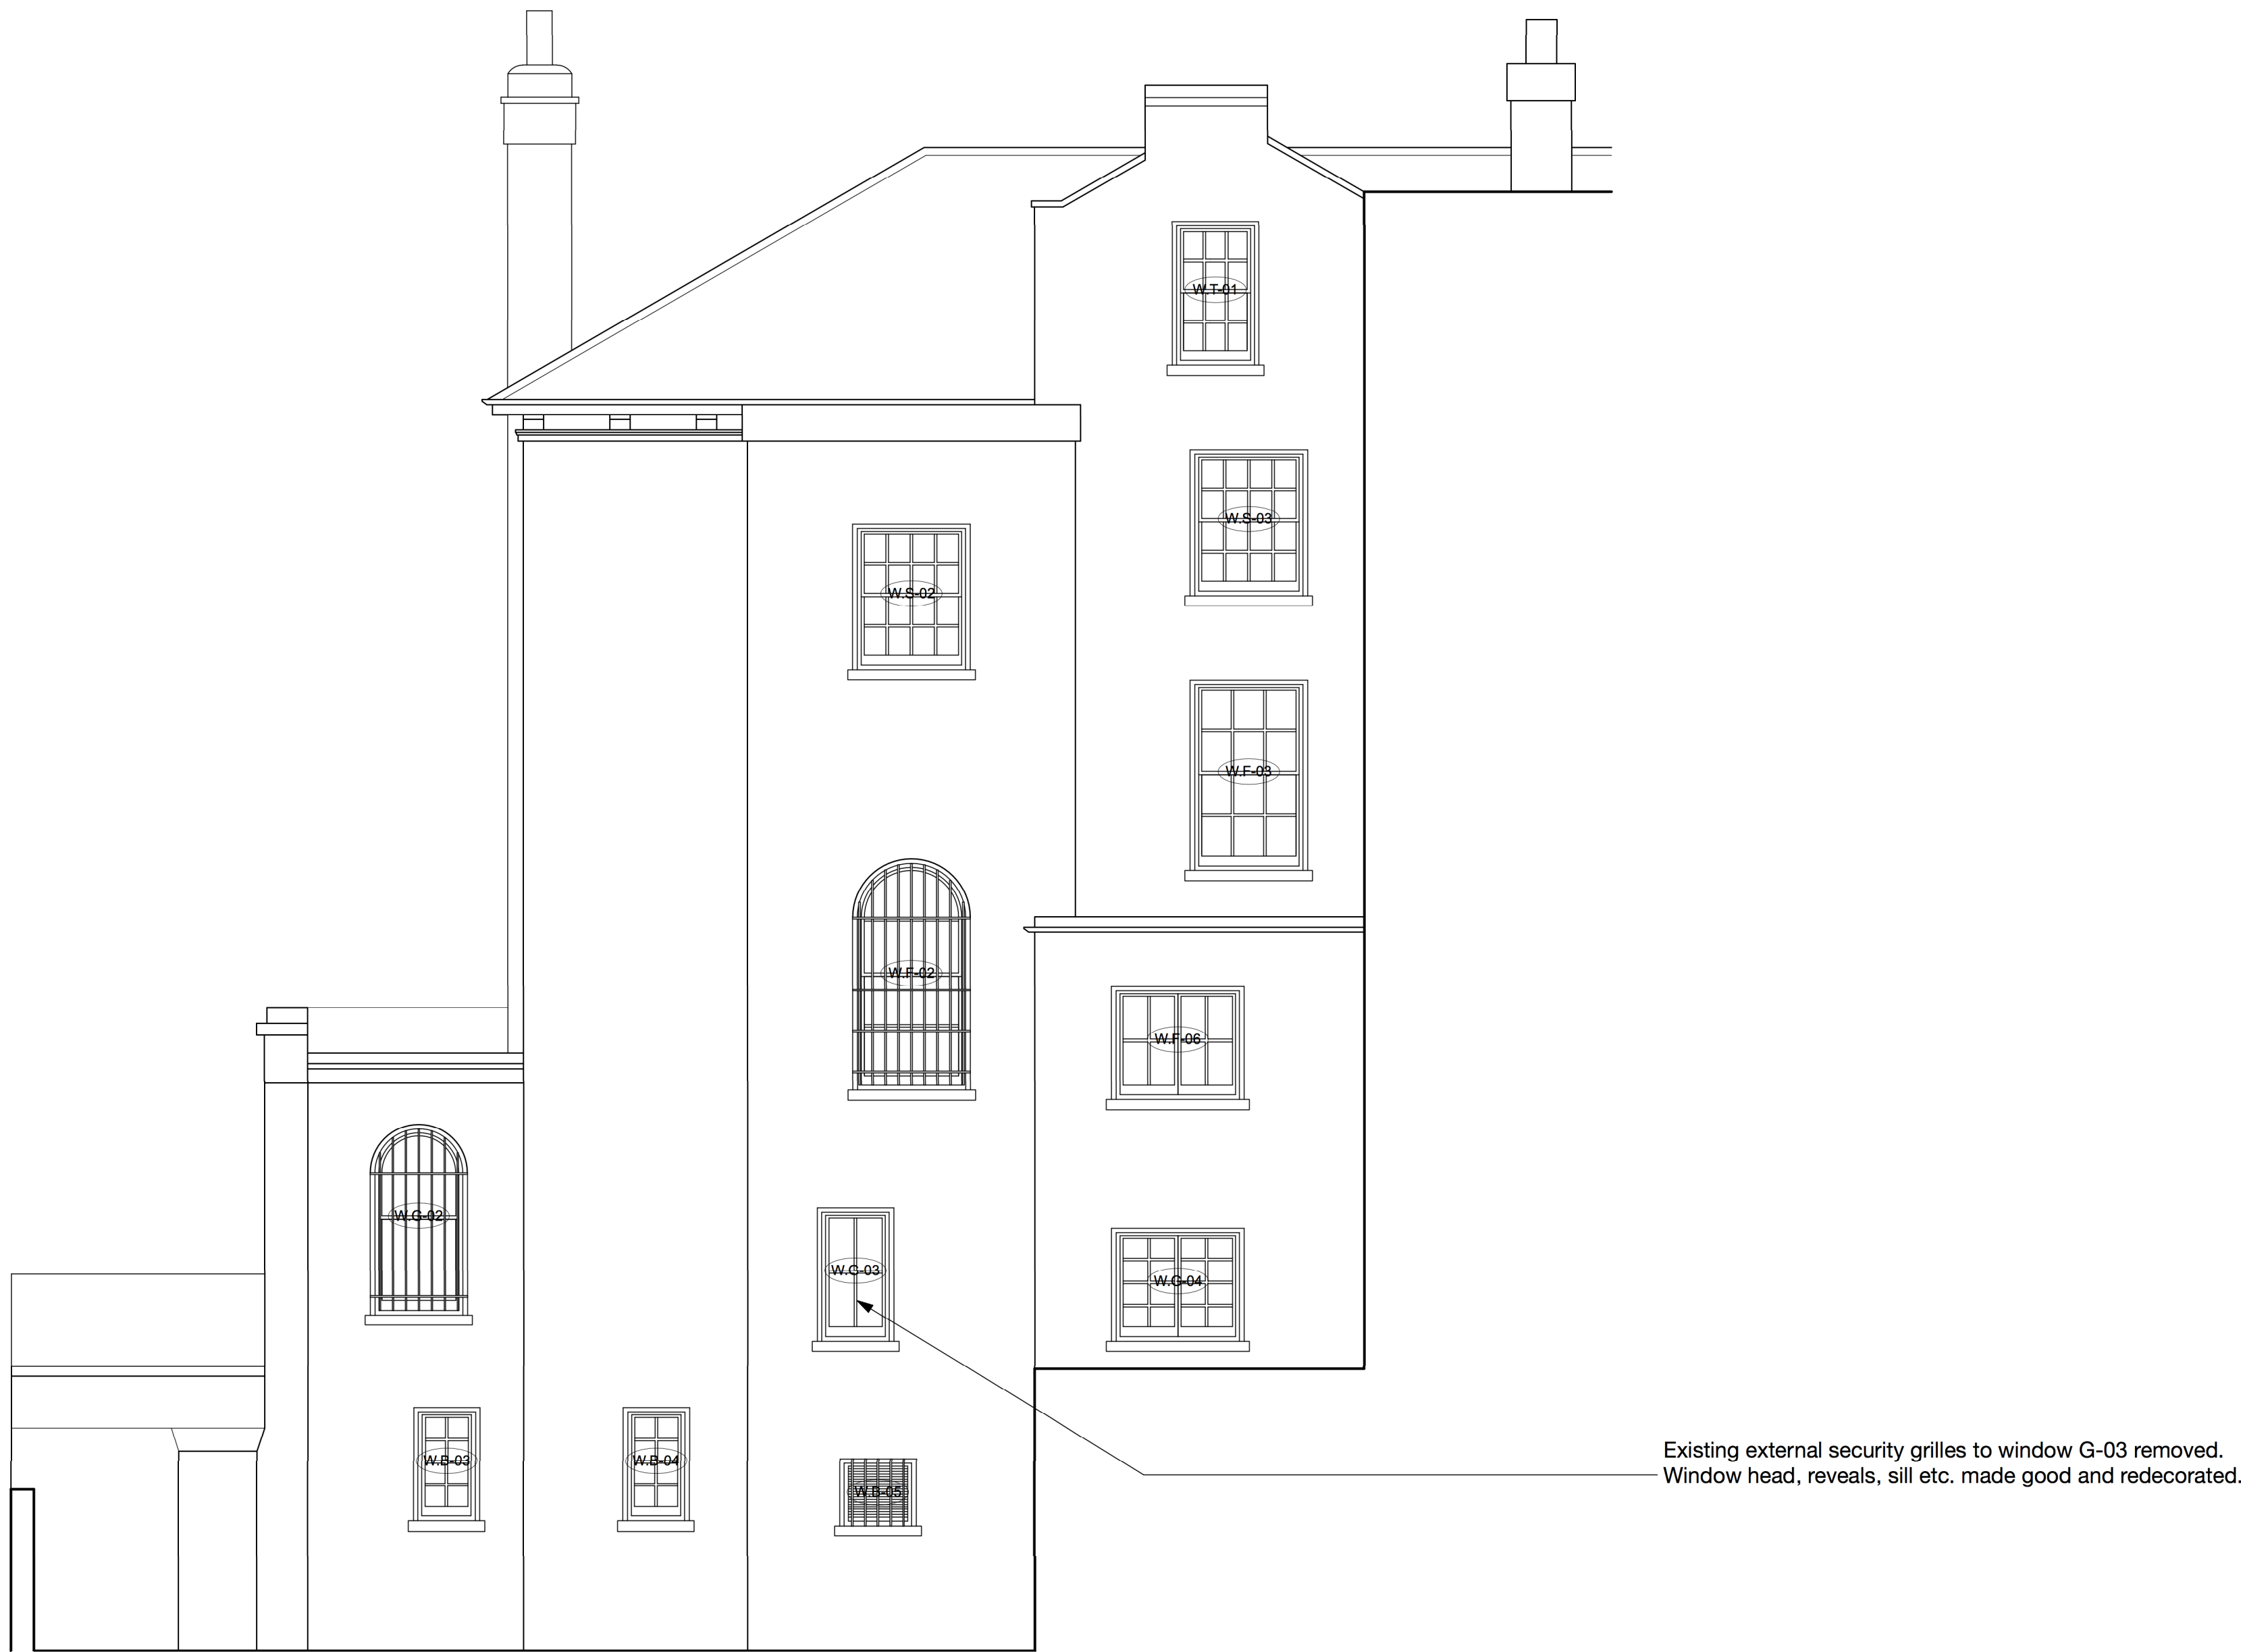 W.T-01
W.S-03
W.S-02
W.F-03
W.F-02
W.F-06
W.G-02
W.G-03
W.G-04
Existing external security grilles to window G-03 removed.
Window head, reveals, sill etc. made good and redecorated.
W.B-03
W.B-04
W.B-05